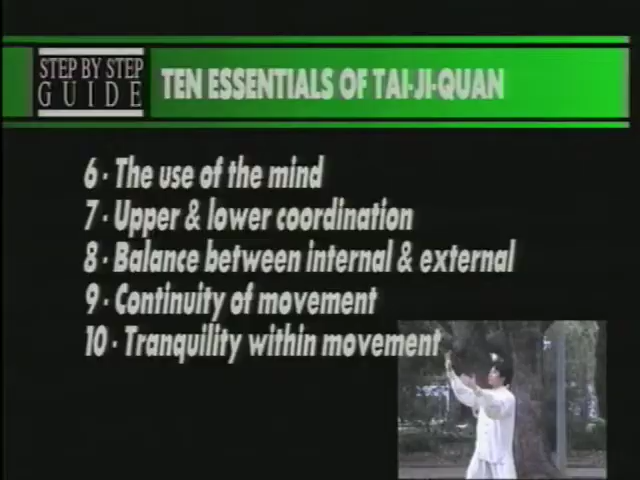 STEP BY STEP
GUIDE
TEN ESSENTIALS OF TAI-JI-QUAN
6 - The use of the mind
7 - Upper & lower coordination
8 - Balance between internal & external
9 - Continuity of movement
10 - Tranquility within movement